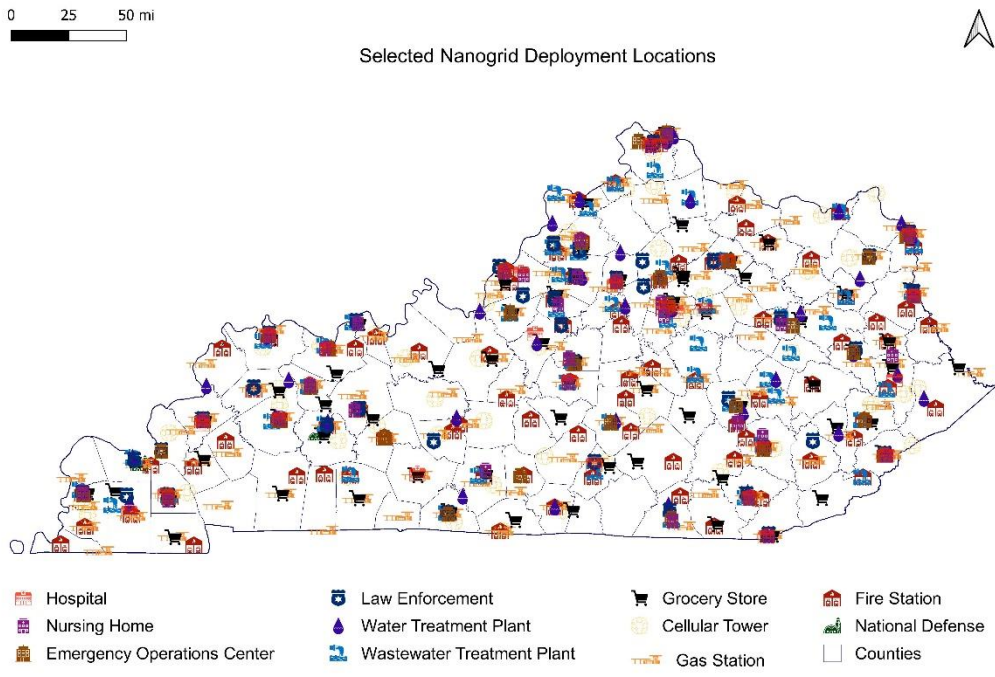 0 25 50 mi
Selected Nanogrid Deployment Locations
Hospital Law Enforcement Grocery Store Fire Station
Nursing Home Water Treatment Plant Cellular Tower National Defense
Emergency Operations Center Wastewater Treatment Plant Gas Station Counties